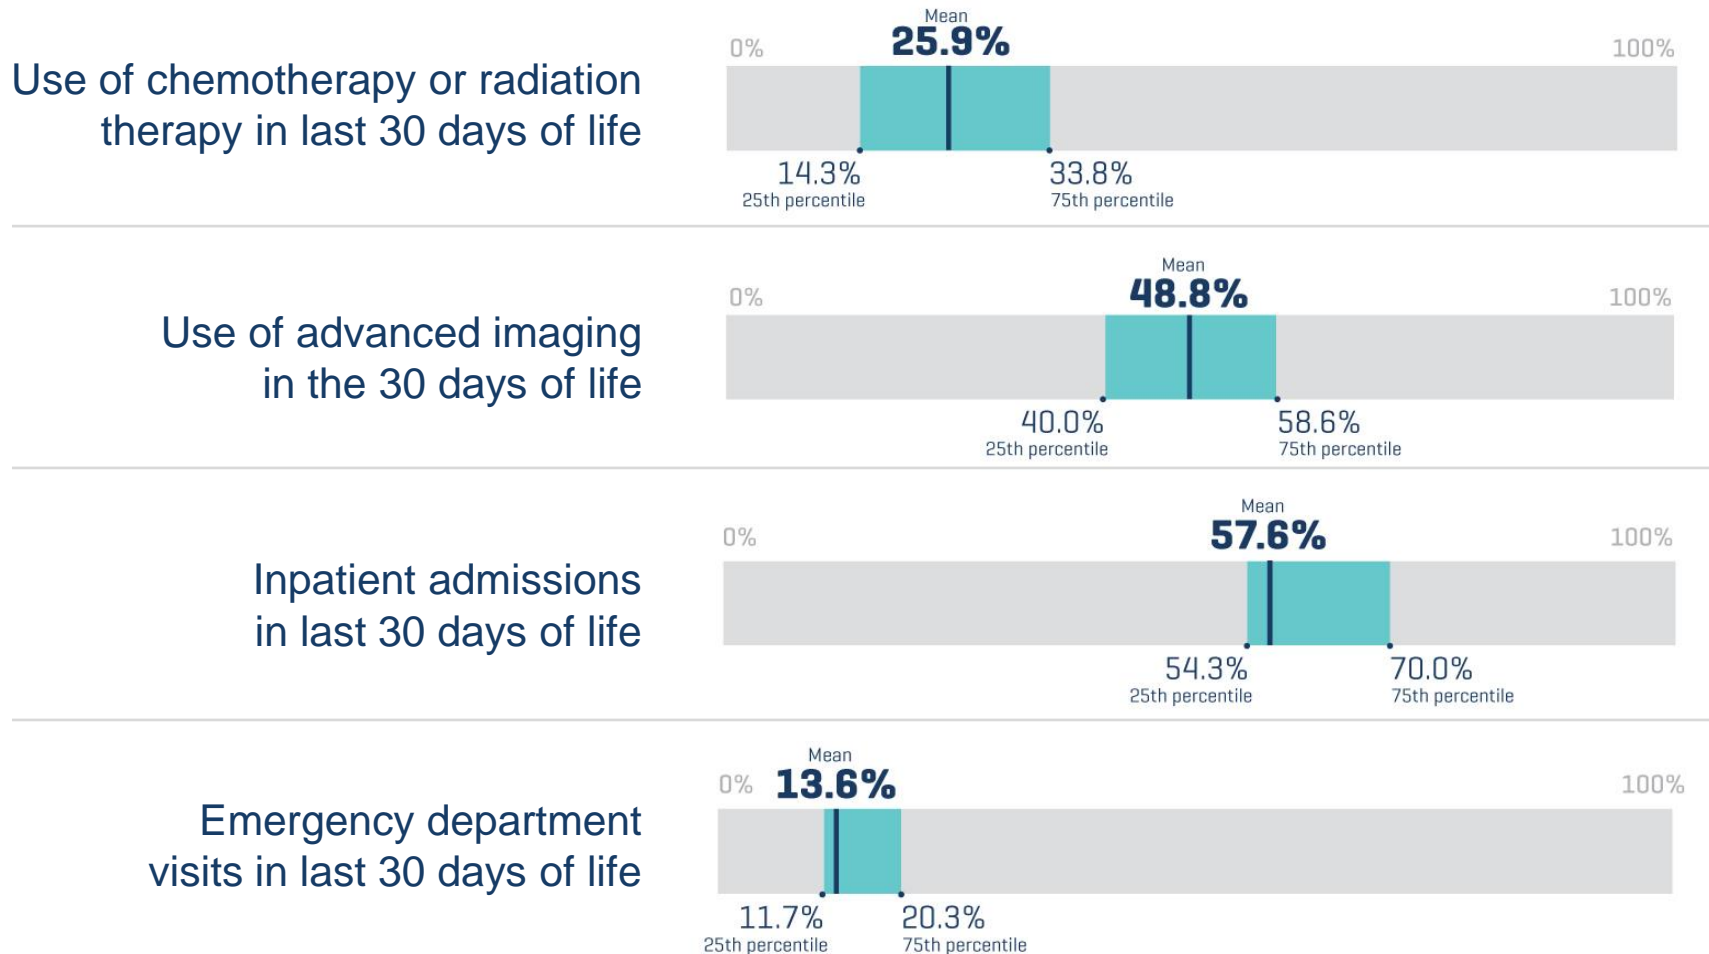 Use of chemotherapy or radiation
therapy in last 30 days of life
Mean
0%
25.9%
100%
14.3%
33.8%
25th percentile
75th percentile
Use of advanced imaging
in the 30 days of life
Mean
0%
48.8%
100%
40.0%
58.6%
25th percentile
75th percentile
Inpatient admissions
in last 30 days of life
Mean
0%
57.6%
100%
54.3%
70.0%
25th percentile
75th percentile
Emergency department
visits in last 30 days of life
Mean
0%
13.6%
100%
11.7%
20.3%
25th percentile
75th percentile